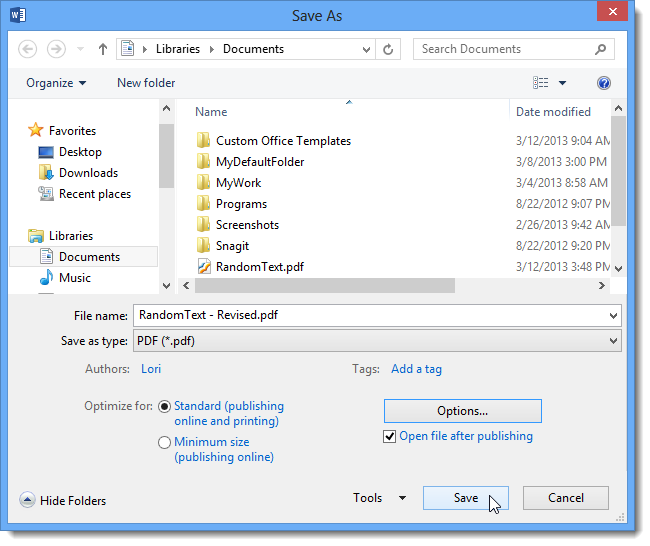 Save As
Libraries Documents
Search Documents
Organize New folder
Name Date modified
Favorites
Desktop
Downloads
Recent places
Libraries
Documents
Music
Custom Office Templates 3/12/2013 9:04 AM
MyDefaultFolder 3/8/2013 3:00 PM
MyWork 3/4/2013 8:58 AM
Programs 8/22/2012 9:07 PM
Screenshots 2/26/2013 9:42 AM
Snagit 8/22/2012 9:20 PM
RandomText.pdf 3/12/2013 3:48 PM
File name: RandomText - Revised.pdf
Save as type: PDF (*.pdf)
Authors: Lori Tags: Add a tag
Optimize for: Standard (publishing
online and printing)
Minimum size
(publishing online)
Options...
Open file after publishing
Hide Folders Tools Save Cancel